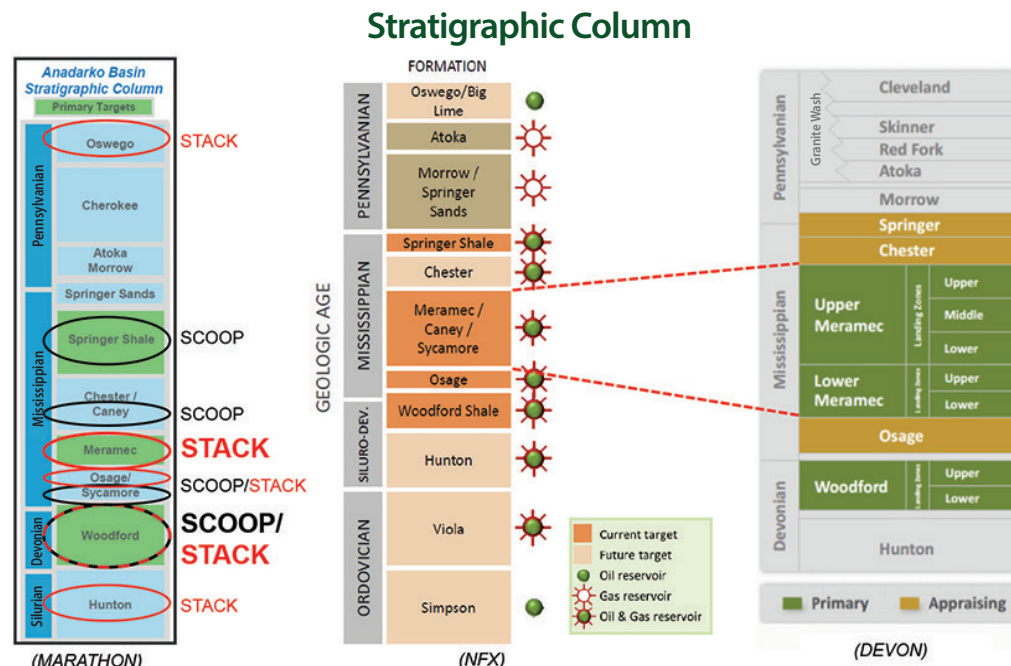 Stratigraphic Column
Anadarko Basin
Stratigraphic Column
Primary Targets
Pennsylvanian
Mississippian
Devonian
Silurian
Oswego
Cherokee
Atoka
Morrow
Springer Sands
Springer Shale
Chester /
Caney
Meramec
Osage/
Sycamore
Woodford
Hunton
STACK
SCOOP
SCOOP
STACK
SCOOP/STACK
SCOOP/
STACK
STACK
(MARATHON)
FORMATION
GEOLOGIC AGE
PENNSYLVANIAN
MISSISSIPPIAN
SILURO-DEV.
ORDOVICIAN
Oswego/Big
Lime
Atoka
Morrow /
Springer
Sands
Springer Shale
Chester
Meramec /
Caney /
Sycamore
Osage
Woodford Shale
Hunton
Viola
Simpson
Current target
Future target
Oil reservoir
Gas reservoir
Oil & Gas reservoir
(NFX)
Pennsylvanian
Mississippian
Devonian
Granite Wash
Cleveland
Skinner
Red Fork
Atoka
Morrow
Springer
Chester
Upper
Meramec
Landing Zones
Upper
Middle
Lower
Lower
Meramec
Landing Zones
Upper
Lower
Osage
Woodford
Landing Zones
Upper
Lower
Hunton
Primary
Appraising
(DEVON)